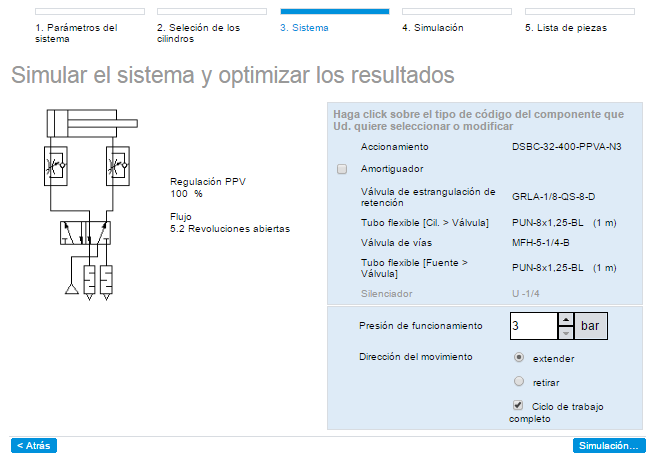 1. Parámetros del
sistema
2. Seleción de los
cilindros
3. Sistema
4. Simulación
5. Lista de piezas
Simular el sistema y optimizar los resultados
Regulación PPV
100 %
Flujo
5.2 Revoluciones abiertas
Haga click sobre el tipo de código del componente que
Ud. quiere seleccionar o modificar
Accionamiento DSBC-32-400-PPVA-N3
Amortiguador
Válvula de estrangulación de
retención GRLA-1/8-QS-8-D
Tubo flexible [Cil. > Válvula] PUN-8x1,25-BL (1 m)
Válvula de vías MFH-5-1/4-B
Tubo flexible [Fuente >
Válvula] PUN-8x1,25-BL (1 m)
Silenciador U -1/4
Presión de funcionamiento 3 bar
Dirección del movimiento extender
retirar
Ciclo de trabajo
completo
< Atrás
Simulación...